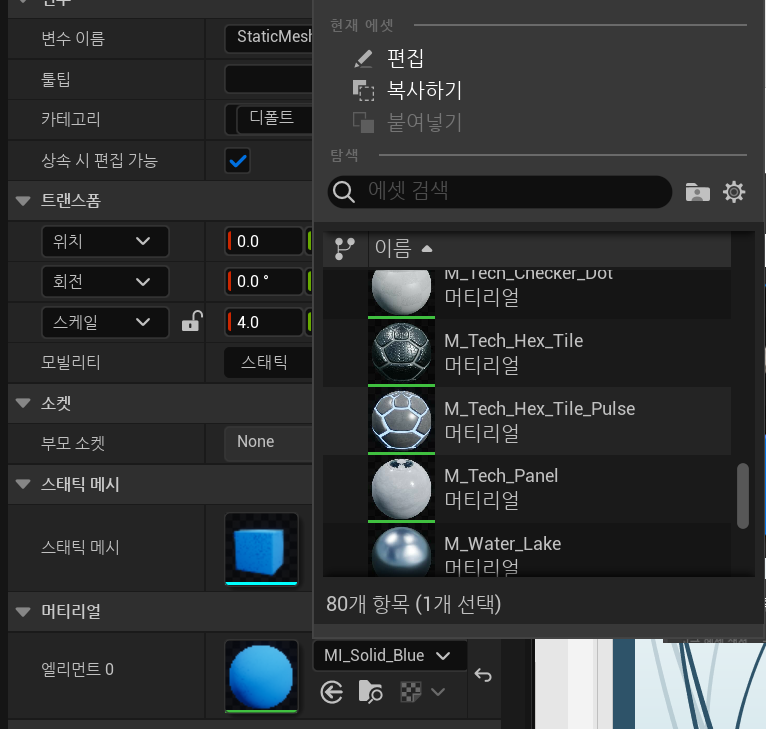 변수
변수 이름
StaticMesh
툴팁
카테고리
디폴트
상속 시 편집 가능
트랜스폼
위치
0.0
회전
0.0 °
스케일
4.0
모빌리티
스태틱
소켓
부모 소켓
None
스태틱 메시
스태틱 메시
머티리얼
엘리먼트 0
MI_Solid_Blue
현재 에셋
편집
복사하기
붙여넣기
탐색
에셋 검색
이름
M_Tech_Checker_Dot
머티리얼
M_Tech_Hex_Tile
머티리얼
M_Tech_Hex_Tile_Pulse
머티리얼
M_Tech_Panel
머티리얼
M_Water_Lake
머티리얼
80개 항목 (1개 선택)